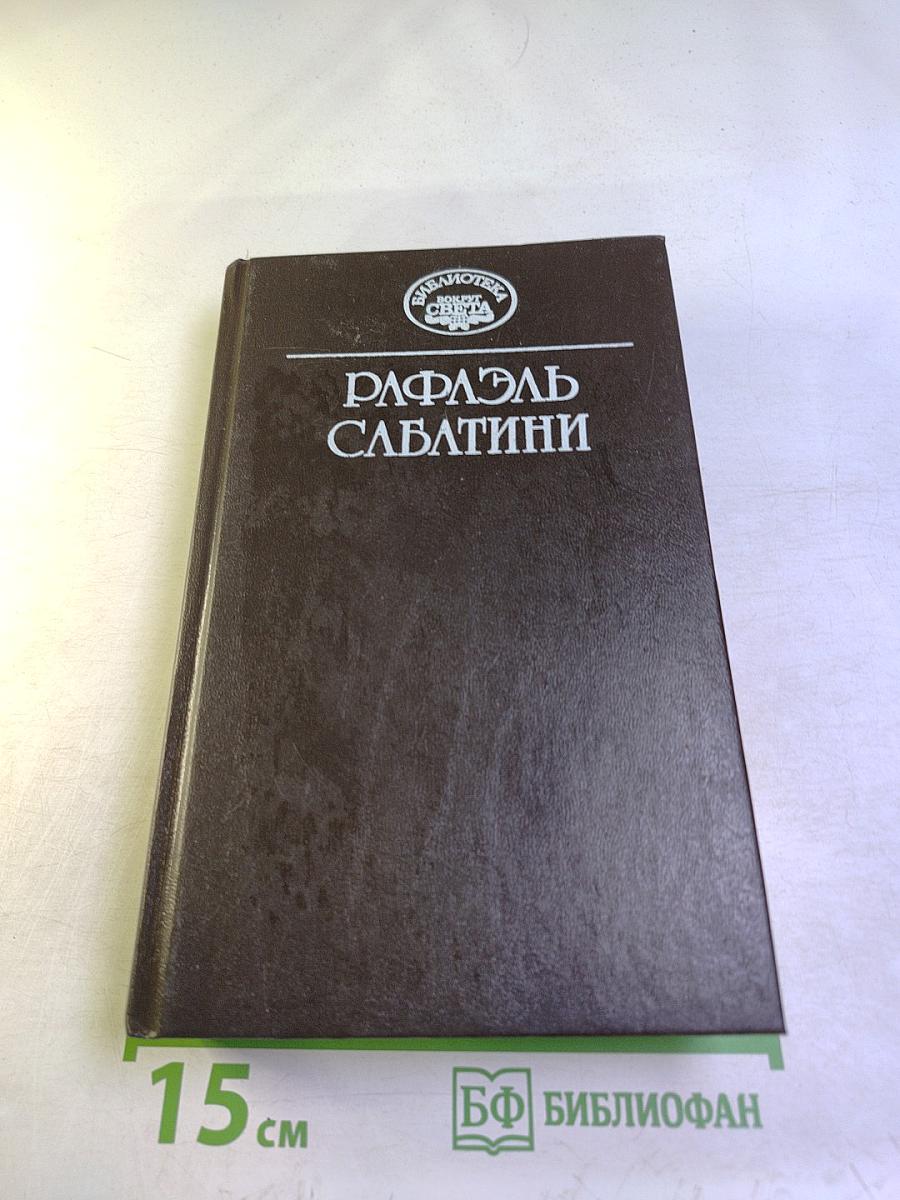 БИБЛИОТЕКА
ВОКРУГ
СВЕТА
РАФАЭЛЬ
САБАТИНИ
15 см
БФ БИБЛИОФАН